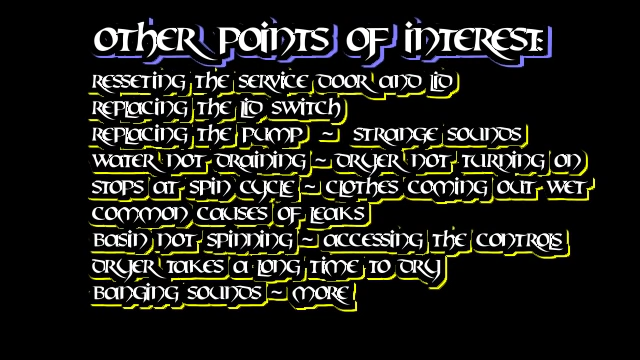 OTHER POINTS OF INTEREST:
RESSETING THE SERVICE DOOR AND LID
REPLACING THE LID SWITCH
REPLACING THE PUMP ~ STRANGE SOUNDS
WATER NOT DRAINING ~ DRYER NOT TURNING ON
STOPS AT SPIN CYCLE ~ CLOTHES COMING OUT WET
COMMON CAUSES OF LEAKS
BASIN NOT SPINNING ~ ACCESSING THE CONTROLS
DRYER TAKES A LONG TIME TO DRY
BANGING SOUNDS ~ MORE